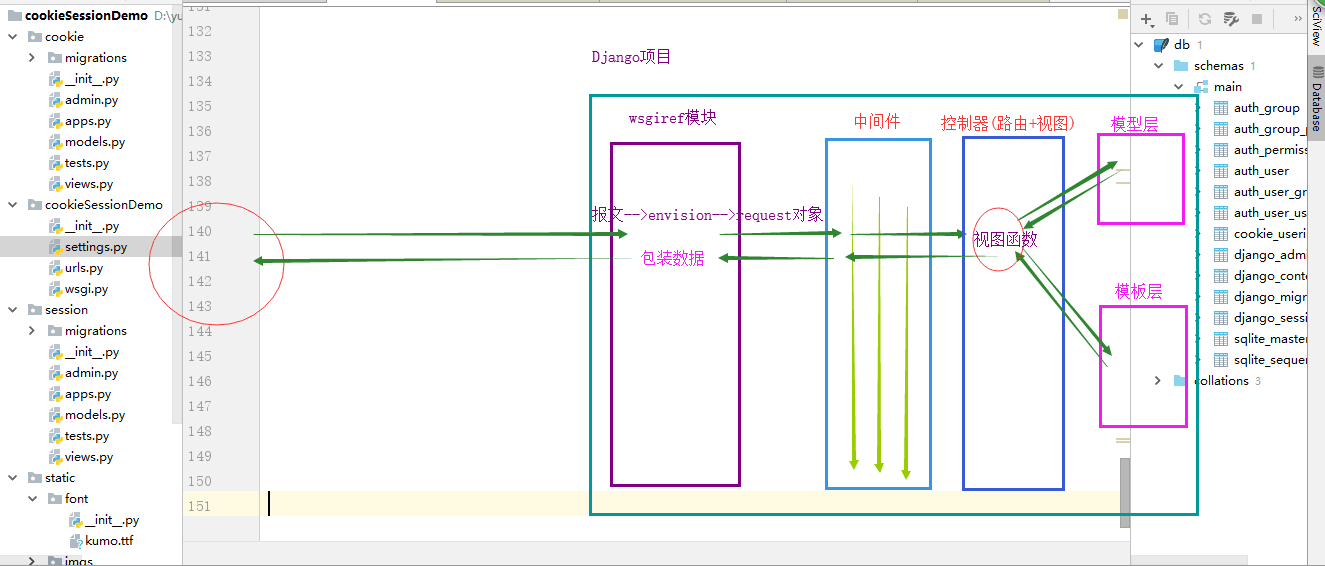 cookieSessionDemo D:\yu
cookie
migrations
__init__.py
admin.py
apps.py
models.py
tests.py
views.py
cookieSessionDemo
__init__.py
settings.py
urls.py
wsgi.py
session
migrations
__init__.py
admin.py
apps.py
models.py
tests.py
views.py
static
font
__init__.py
kumo.ttf
imgs
131
132
133
134
135
136
137
138
139
140
141
142
143
144
145
146
147
148
149
150
151
Django项目
wsgiref模块
中间件
控制器(路由+视图)
模型层
报文-->envision-->request对象
包装数据
视图函数
模板层
db 1
schemas 1
main
auth_group
auth_group_p
auth_permiss
auth_user
auth_user_gr
auth_user_us
cookie_useri
django_adm
django_conte
django_migr
django_sessi
sqlite_master
sqlite_sequer
collations 3
SciView
Database